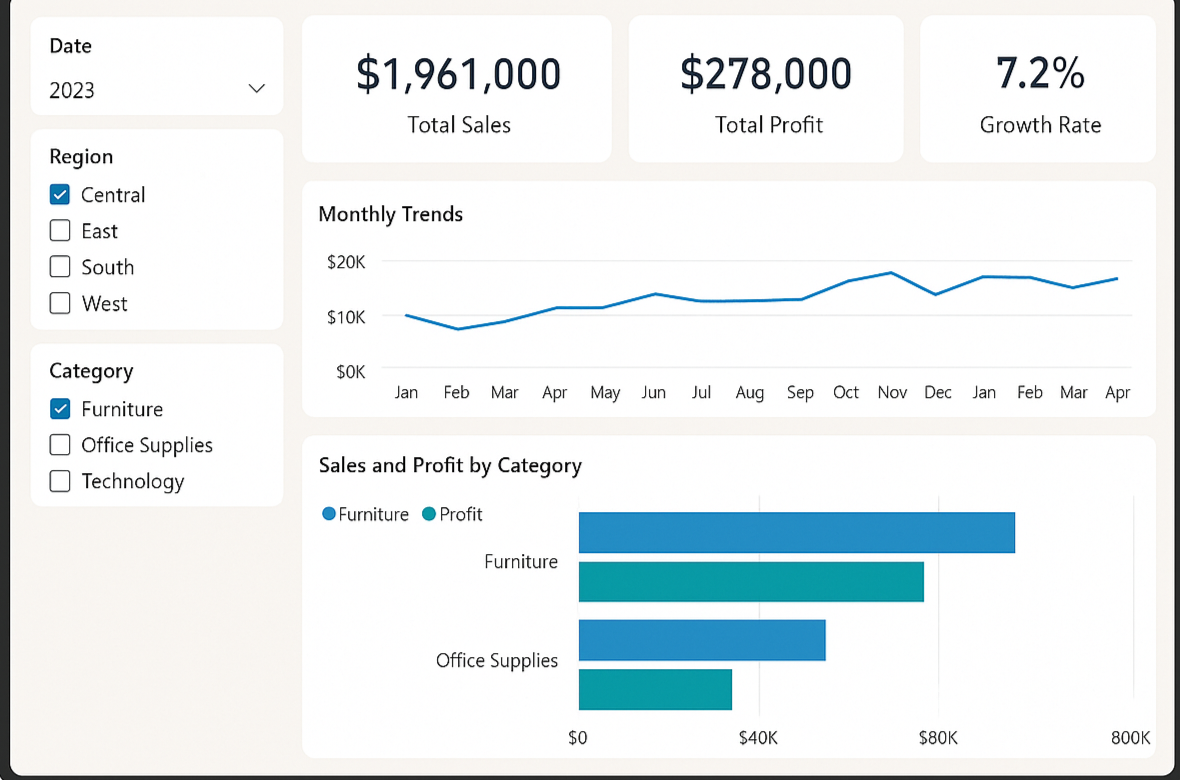 Date
2023
Region
Central
East
South
West
Category
Furniture
Office Supplies
Technology
$1,961,000
Total Sales
$278,000
Total Profit
7.2%
Growth Rate
Monthly Trends
$20K
$10K
$0K
Jan Feb Mar Apr May Jun Jul Aug Sep Oct Nov Dec Jan Feb Mar Apr
Sales and Profit by Category
Furniture Profit
Furniture
Office Supplies
$0 $40K $80K 800K